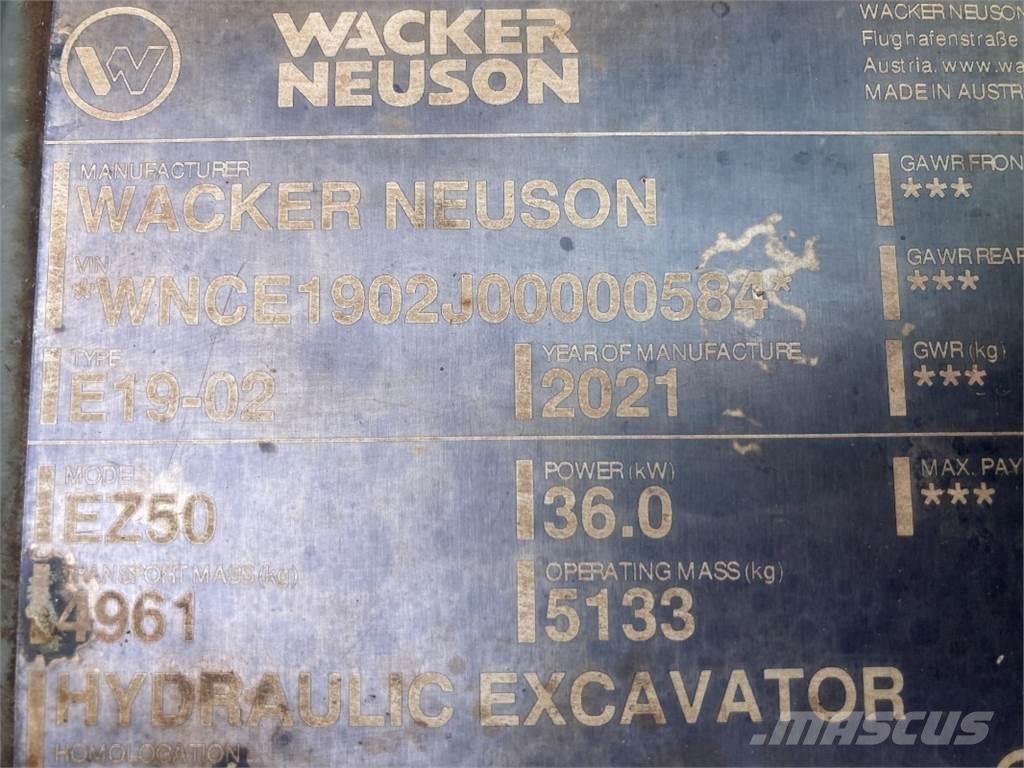 WACKER
NEUSON
WACKER NEUSON
Flughafenstraße
Austria. www.wa
MADE IN AUSTR
MANUFACTURER
WACKER NEUSON
GAWR FRON
***
VIN
*WNCE1902J00000584*
GAWR REAR
***
TYPE
E19-02
YEAR OF MANUFACTURE
2021
GWR (kg)
***
MODEL
EZ50
POWER (kW)
36.0
MAX. PAY
***
TRANSPORT MASS (kg)
4961
OPERATING MASS (kg)
5133
HYDRAULIC EXCAVATOR
HOMOLOGATION
MASCUS